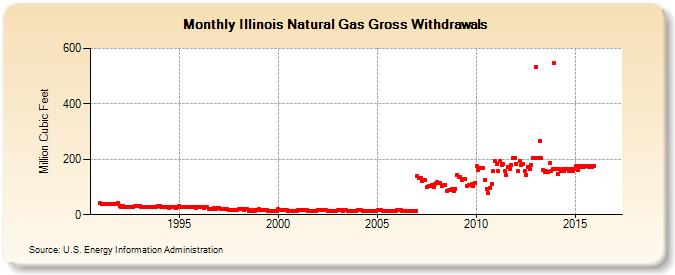 Monthly Illinois Natural Gas Gross Withdrawals
Million Cubic Feet
600
400
200
0
1995 2000 2005 2010 2015
Source: U.S. Energy Information Administration